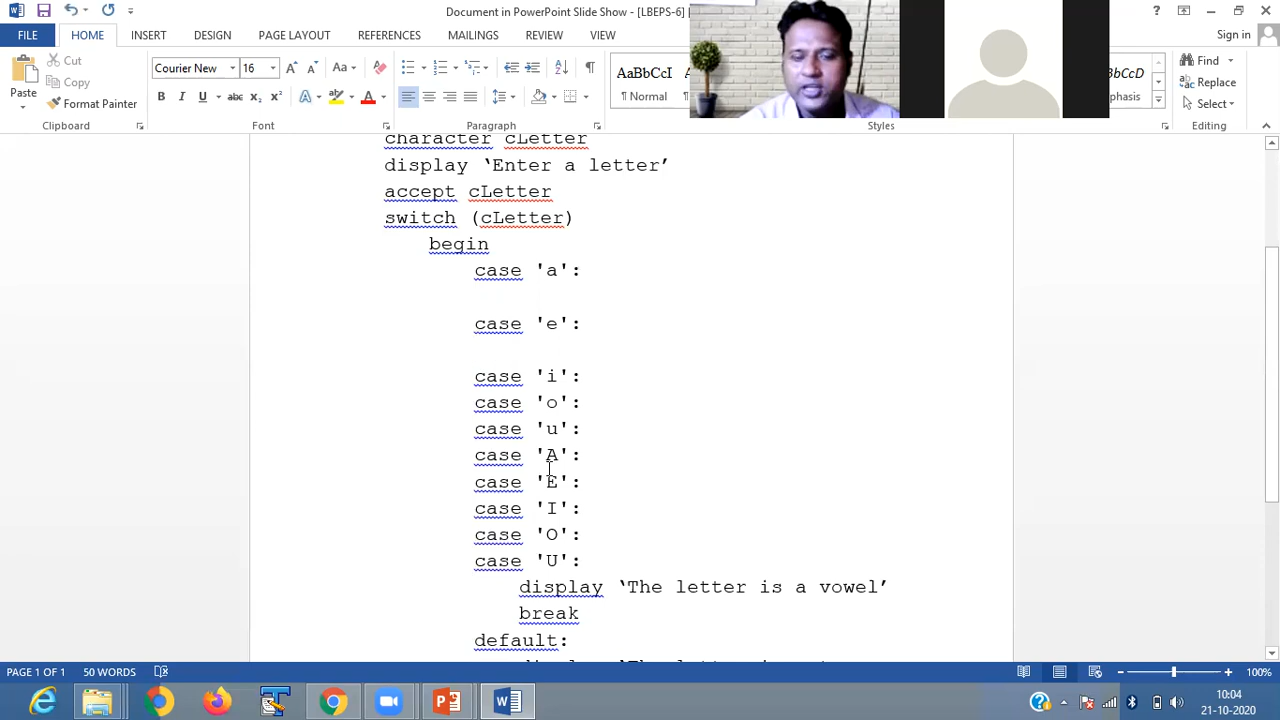 Document in PowerPoint Slide Show - [LBEPS-6]
?
FILE HOME INSERT DESIGN PAGE LAYOUT REFERENCES MAILINGS REVIEW VIEW
Sign in
Paste
Cut
Copy
Format Painter
Clipboard
Courier New 16
Aa
B I U abc x2 x2 A A
Font
Paragraph
AaBbCcI
¶ Normal
Styles
Find
Replace
Select
Editing
character cLetter
display ‘Enter a letter’
accept cLetter
switch (cLetter)
begin
case 'a':
case 'e':
case 'i':
case 'o':
case 'u':
case 'A':
case 'E':
case 'I':
case 'O':
case 'U':
display ‘The letter is a vowel’
break
default:
PAGE 1 OF 1 50 WORDS
100%
10:04
21-10-2020